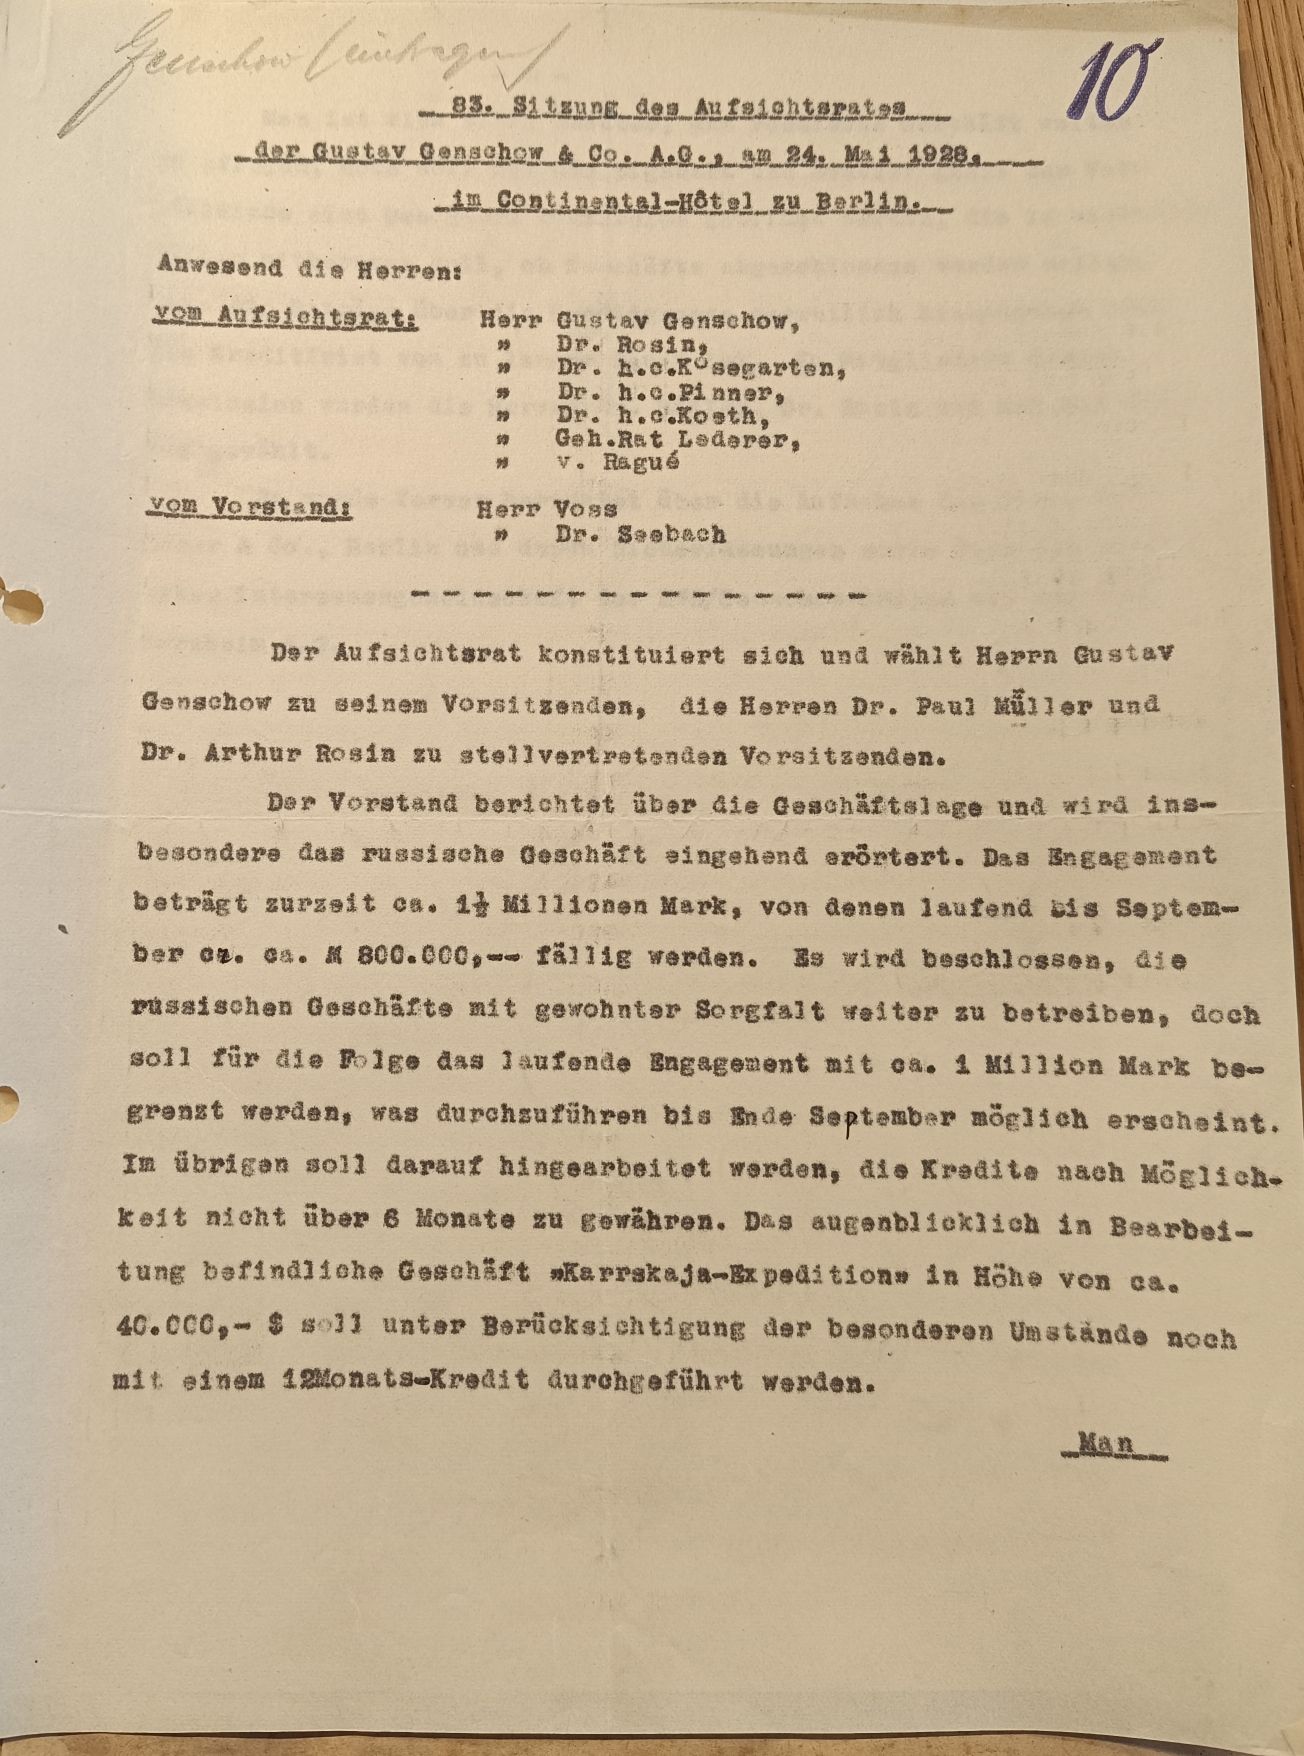 Genschow (eintragen)
10
83. Sitzung des Aufsichtsrates
der Gustav Genschow & Co. A.G., am 24. Mai 1928.
im Continental-Hôtel zu Berlin.
Anwesend die Herren:
vom Aufsichtsrat: Herr Gustav Genschow,
" Dr. Rosin,
" Dr. h.c.Kosegarten,
" Dr. h.c.Pinner,
" Dr. h.c.Koeth,
" Geh.Rat Lederer,
" v. Ragué
vom Vorstand: Herr Voss
" Dr. Seebach
- - - - - - - - - - - - - - - -
Der Aufsichtsrat konstituiert sich und wählt Herrn Gustav
Genschow zu seinem Vorsitzenden, die Herren Dr. Paul Müller und
Dr. Arthur Rosin zu stellvertretenden Vorsitzenden.
Der Vorstand berichtet über die Geschäftslage und wird ins-
besondere das russische Geschäft eingehend erörtert. Das Engagement
beträgt zurzeit ca. 1½ Millionen Mark, von denen laufend bis Septem-
ber ca. ca. M 800.000,-- fällig werden. Es wird beschlossen, die
russischen Geschäfte mit gewohnter Sorgfalt weiter zu betreiben, doch
soll für die Folge das laufende Engagement mit ca. 1 Million Mark be-
grenzt werden, was durchzuführen bis Ende September möglich erscheint.
Im übrigen soll darauf hingearbeitet werden, die Kredite nach Möglich-
keit nicht über 6 Monate zu gewähren. Das augenblicklich in Bearbei-
tung befindliche Geschäft "Karrskaja-Expedition" in Höhe von ca.
40.000,- $ soll unter Berücksichtigung der besonderen Umstände noch
mit einem 12Monats-Kredit durchgeführt werden.
Man